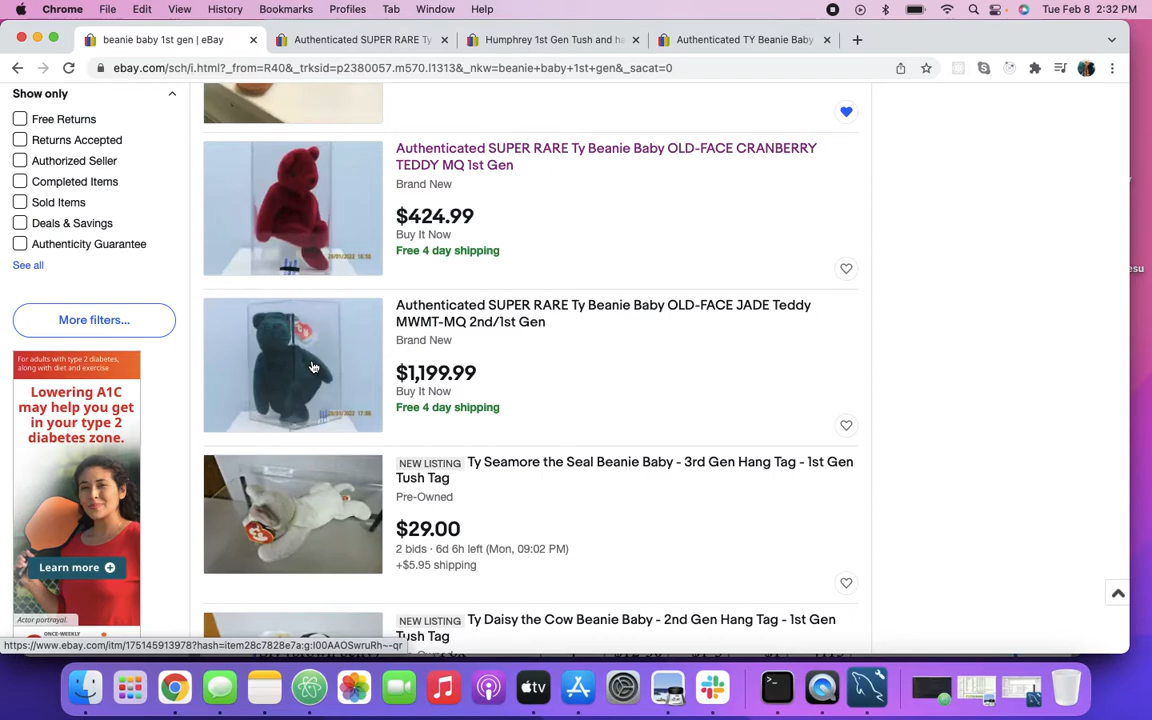 Chrome File Edit View History Bookmarks Profiles Tab Window Help Tue Feb 8 2:32 PM
beanie baby 1st gen | eBay Authenticated SUPER RARE Ty Humphrey 1st Gen Tush and ha Authenticated TY Beanie Baby
ebay.com/sch/i.html?_from=R40&_trksid=p2380057.m570.l1313&_nkw=beanie+baby+1st+gen&_sacat=0
Show only
Free Returns
Returns Accepted
Authorized Seller
Completed Items
Sold Items
Deals & Savings
Authenticity Guarantee
See all
More filters...
For adults with type 2 diabetes,
along with diet and exercise
Lowering A1C
may help you get
in your type 2
diabetes zone.
Learn more
Actor portrayal.
ONCE-WEEKLY
Authenticated SUPER RARE Ty Beanie Baby OLD-FACE CRANBERRY
TEDDY MQ 1st Gen
Brand New
$424.99
Buy It Now
Free 4 day shipping
Authenticated SUPER RARE Ty Beanie Baby OLD-FACE JADE Teddy
MWMT-MQ 2nd/1st Gen
Brand New
$1,199.99
Buy It Now
Free 4 day shipping
NEW LISTING Ty Seamore the Seal Beanie Baby - 3rd Gen Hang Tag - 1st Gen
Tush Tag
Pre-Owned
$29.00
2 bids · 6d 6h left (Mon, 09:02 PM)
+$5.95 shipping
NEW LISTING Ty Daisy the Cow Beanie Baby - 2nd Gen Hang Tag - 1st Gen
Tush Tag
https://www.ebay.com/itm/175145913978?hash=item28c7828e7a:g:I00AAOSwruRh~-qr
esu
tv